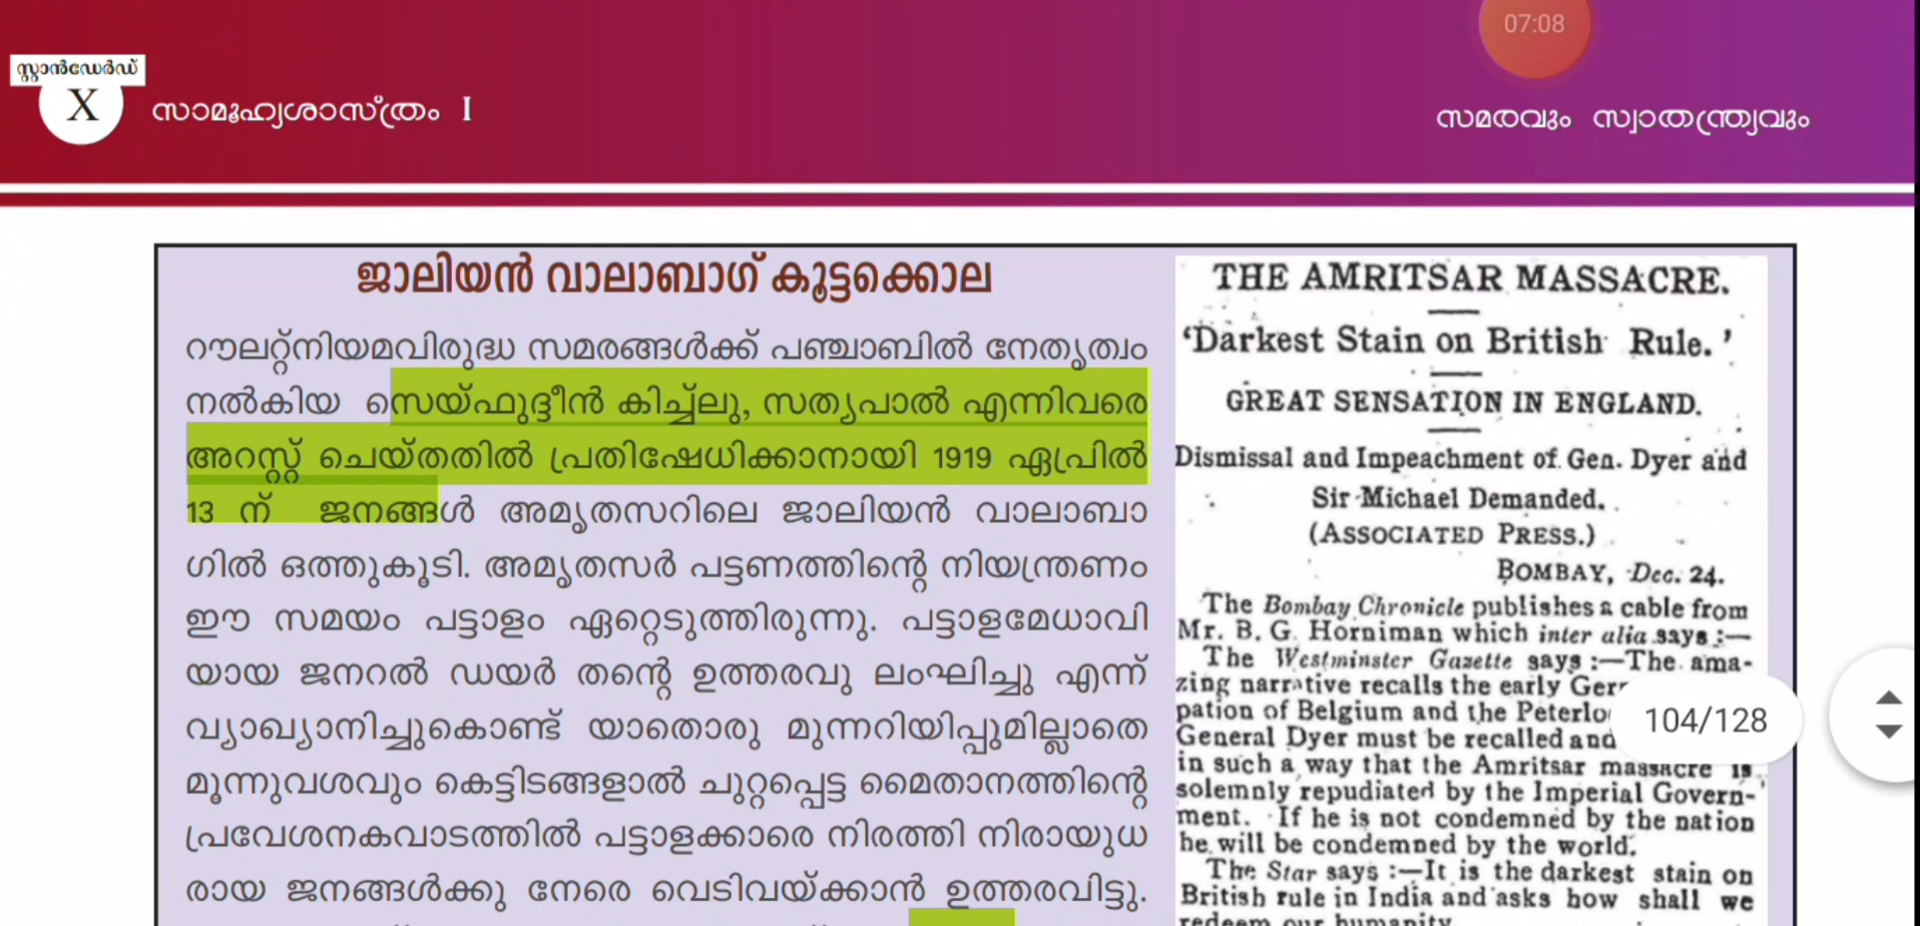 07:08
സ്റ്റാൻഡേർഡ്
X
സാമൂഹ്യശാസ്ത്രം I
സമരവും സ്വാതന്ത്ര്യവും
ജാലിയൻ വാലാബാഗ് കൂട്ടക്കൊല
റൗലറ്റ്നിയമവിരുദ്ധ സമരങ്ങൾക്ക് പഞ്ചാബിൽ നേതൃത്വം
നൽകിയ സെയ്ഫുദ്ദീൻ കിച്ച്‌ലു, സത്യപാൽ എന്നിവരെ
അറസ്റ്റ് ചെയ്തതിൽ പ്രതിഷേധിക്കാനായി 1919 ഏപ്രിൽ
13 ന് ജനങ്ങൾ അമൃതസറിലെ ജാലിയൻ വാലാബാ
ഗിൽ ഒത്തുകൂടി. അമൃതസർ പട്ടണത്തിന്റെ നിയന്ത്രണം
ഈ സമയം പട്ടാളം ഏറ്റെടുത്തിരുന്നു. പട്ടാളമേധാവി
യായ ജനറൽ ഡയർ തന്റെ ഉത്തരവു ലംഘിച്ചു എന്ന്
വ്യാഖ്യാനിച്ചുകൊണ്ട് യാതൊരു മുന്നറിയിപ്പുമില്ലാതെ
മൂന്നുവശവും കെട്ടിടങ്ങളാൽ ചുറ്റപ്പെട്ട മൈതാനത്തിന്റെ
പ്രവേശനകവാടത്തിൽ പട്ടാളക്കാരെ നിരത്തി നിരായുധ
രായ ജനങ്ങൾക്കു നേരെ വെടിവയ്ക്കാൻ ഉത്തരവിട്ടു.
THE AMRITSAR MASSACRE.
'Darkest Stain on British Rule.'
GREAT SENSATION IN ENGLAND.
Dismissal and Impeachment of Gen. Dyer and
Sir Michael Demanded.
(ASSOCIATED PRESS.)
BOMBAY, Dec. 24.
The Bombay Chronicle publishes a cable from
Mr. B. G. Horniman which inter alia says :—
The Westminster Gazette says :—The ama-
zing narrative recalls the early
pation of Belgium and the
General Dyer must be recalled and
in such a way that the Amritsar massacre is
solemnly repudiated by the Imperial Govern-
ment. If he is not condemned by the nation
he will be condemned by the world.
The Star says :—It is the darkest stain on
British rule in India and asks how shall we
redeem our humanity
104/128